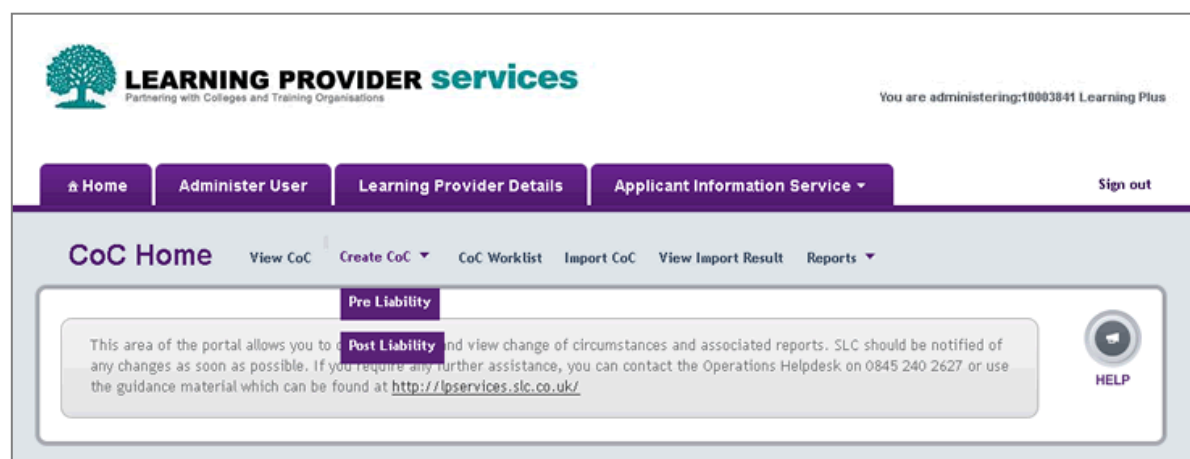 LEARNING PROVIDER services
Partnering with Colleges and Training Organisations
You are administering:10003841 Learning Plus
Home Administer User Learning Provider Details Applicant Information Service Sign out
CoC Home View CoC Create CoC CoC Worklist Import CoC View Import Result Reports
Pre Liability
Post Liability
This area of the portal allows you to nd view change of circumstances and associated reports. SLC should be notified of
any changes as soon as possible. If you require any further assistance, you can contact the Operations Helpdesk on 0845 240 2627 or use
the guidance material which can be found at http://lpservices.slc.co.uk/
HELP